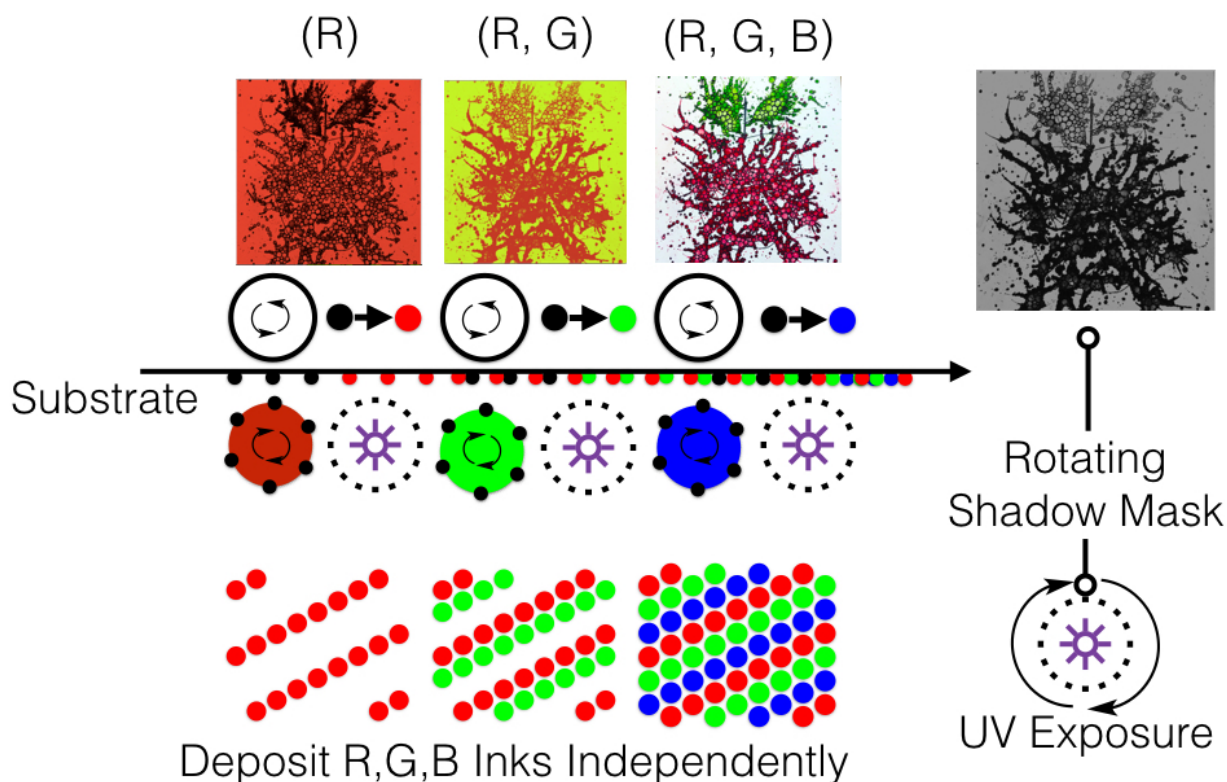 (R)
(R, G)
(R, G, B)
Substrate
Rotating
Shadow Mask
UV Exposure
Deposit R,G,B Inks Independently